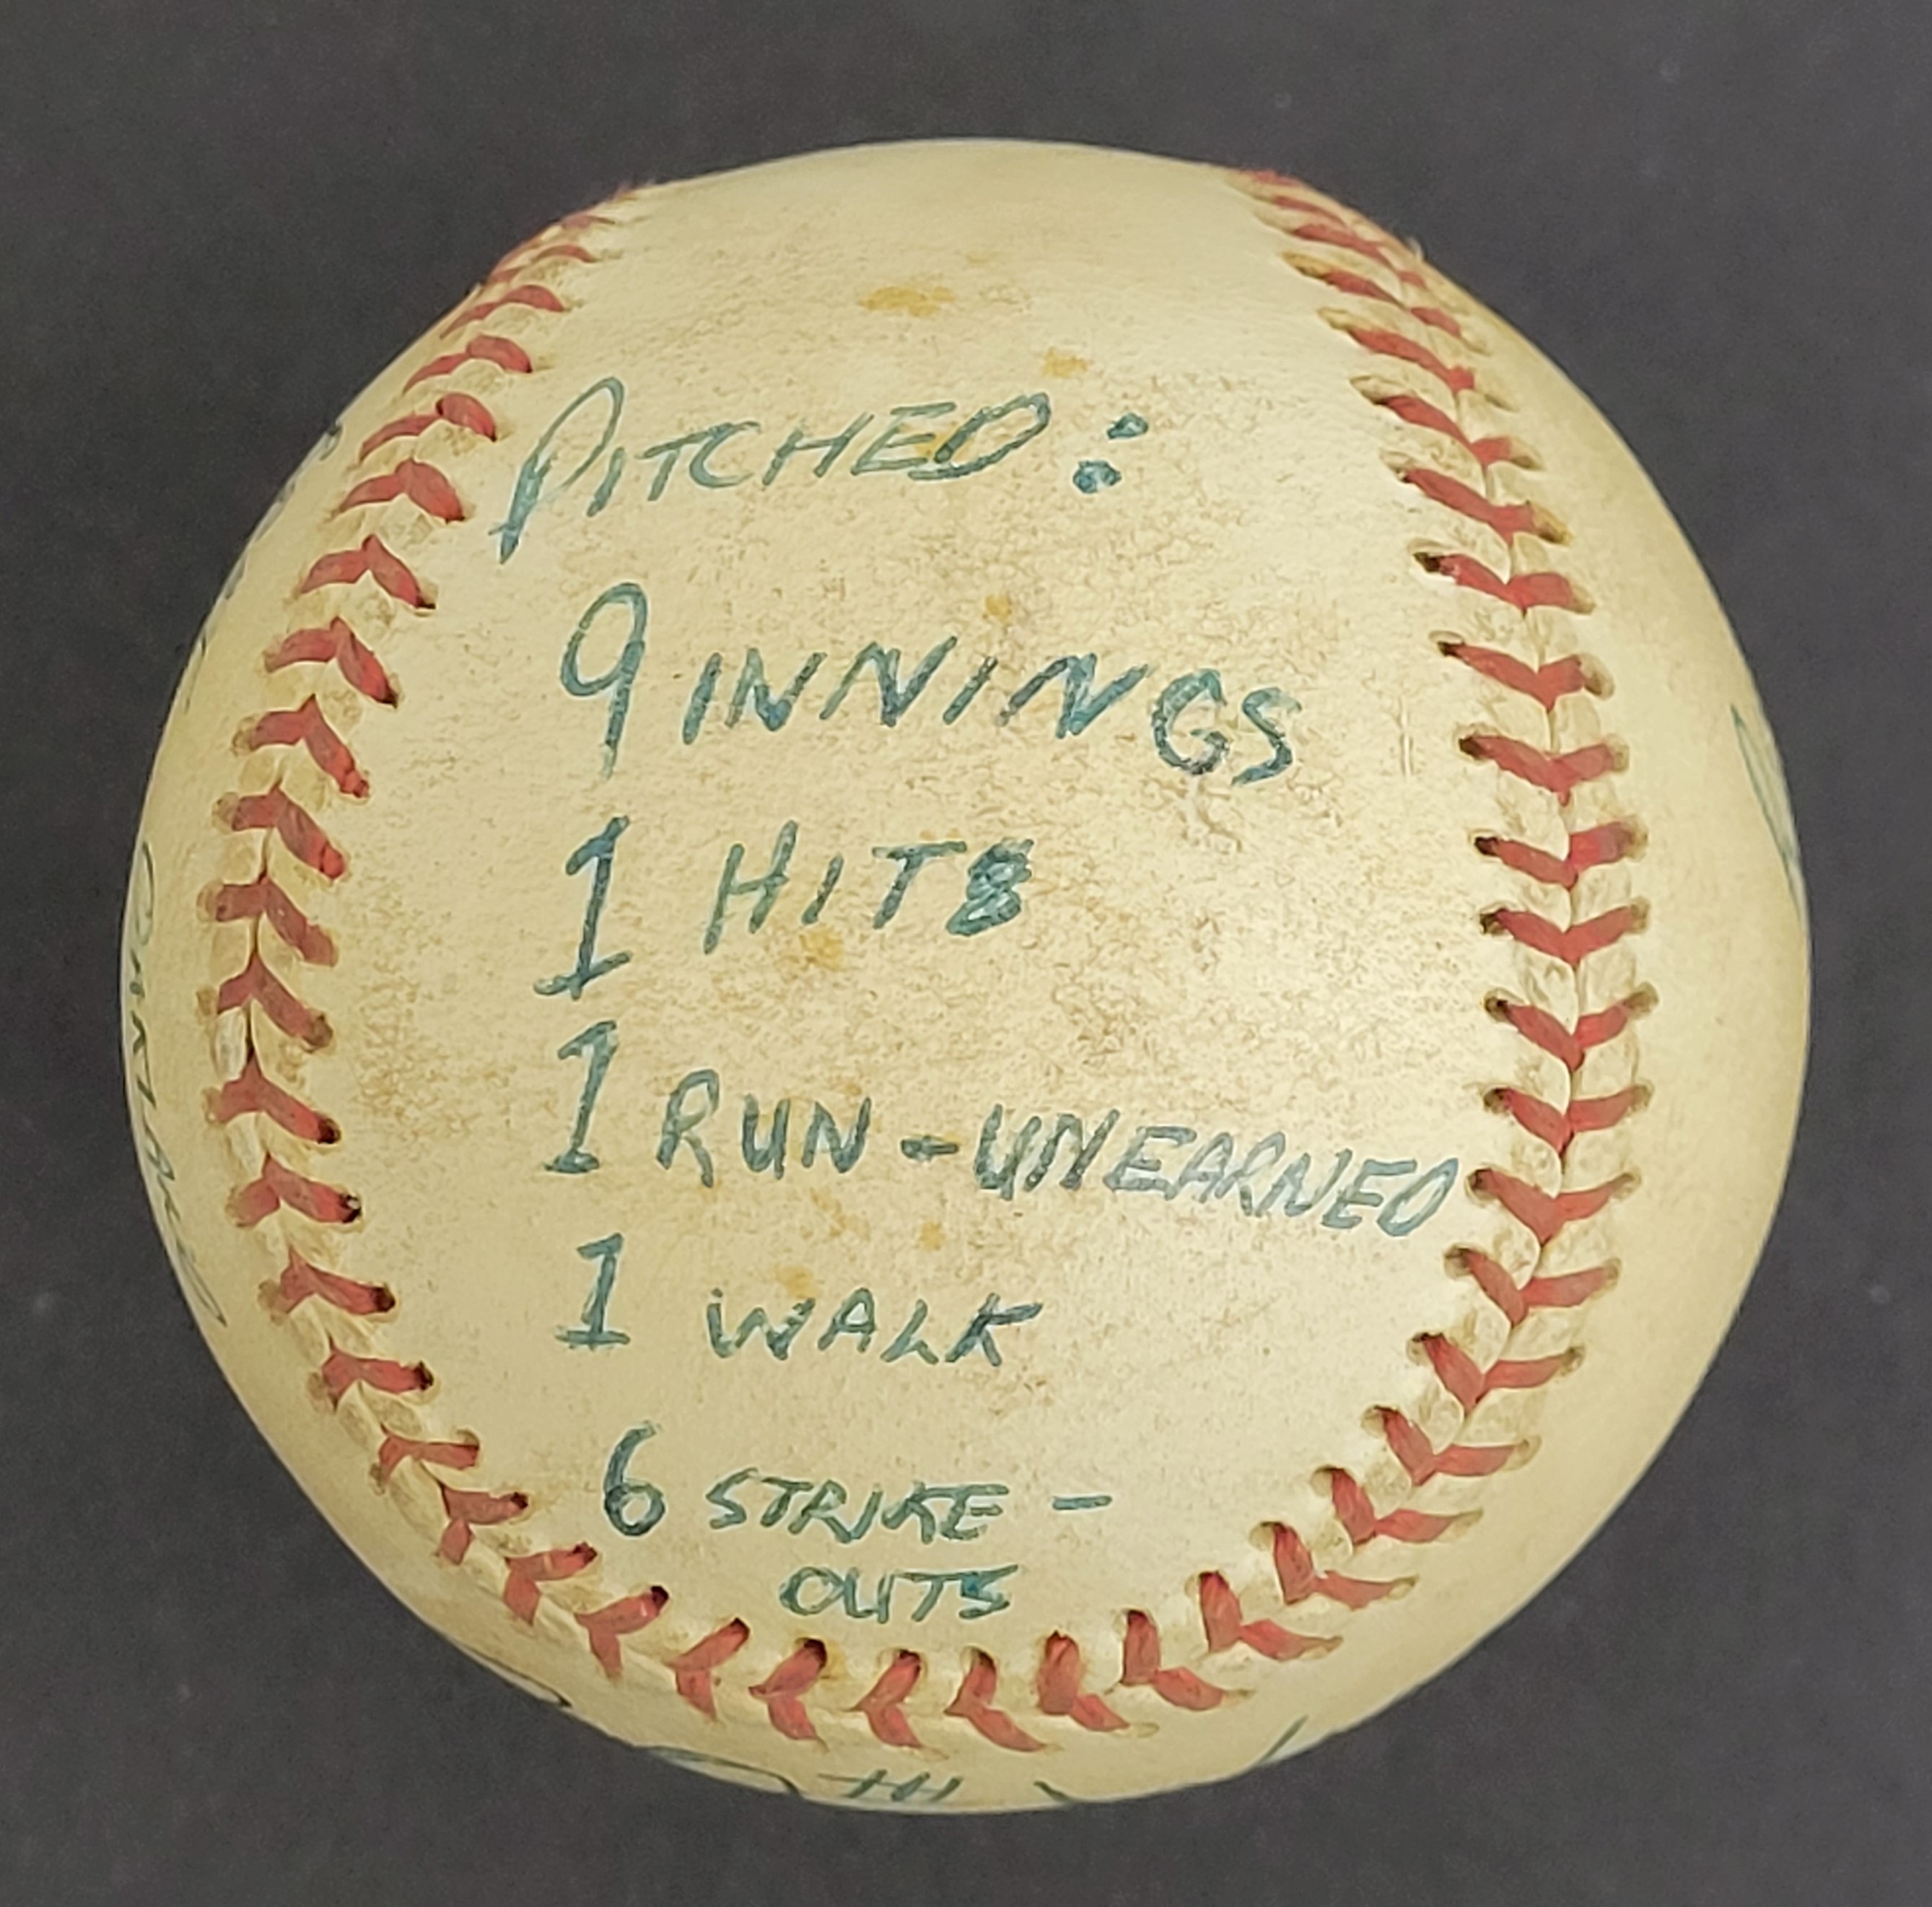 PITCHED:
9 INNINGS
1 HITS
1 RUN - UNEARNED
1 WALK
6 STRIKE -
OUTS